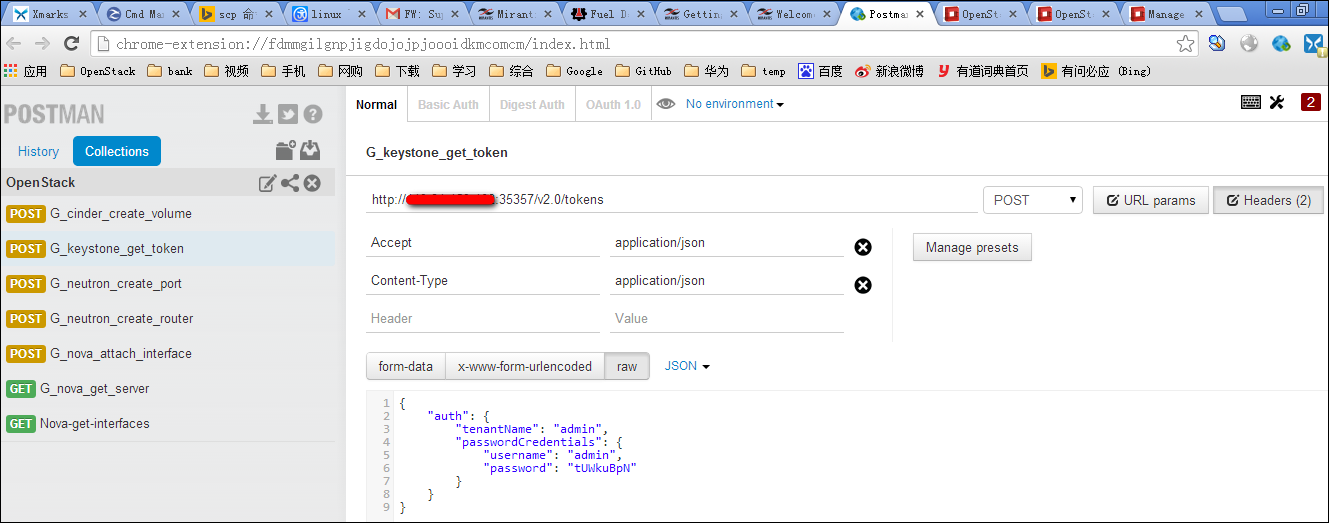 Xmarks
Cmd Ma
scp 命
linux
FW: Su
Mirant
Fuel D
Gettin
Welcom
Postma
OpenSt
OpenSt
Manage
chrome-extension://fdmmgilgnpjigdojojpjoooidkmcomcm/index.html
应用 OpenStack bank 视频 手机 网购 下载 学习 综合 Google GitHub 华为 temp 百度 新浪微博 有道词典首页 有问必应 (Bing)
POSTMAN
Normal Basic Auth Digest Auth OAuth 1.0 No environment 2
History Collections
G_keystone_get_token
OpenStack
http:// :35357/v2.0/tokens POST URL params Headers (2)
POST G_cinder_create_volume
POST G_keystone_get_token
POST G_neutron_create_port
POST G_neutron_create_router
POST G_nova_attach_interface
GET G_nova_get_server
GET Nova-get-interfaces
Accept application/json Manage presets
Content-Type application/json
Header Value
form-data x-www-form-urlencoded raw JSON
1 {
2 "auth": {
3 "tenantName": "admin",
4 "passwordCredentials": {
5 "username": "admin",
6 "password": "tUWkuBpN"
7 }
8 }
9 }